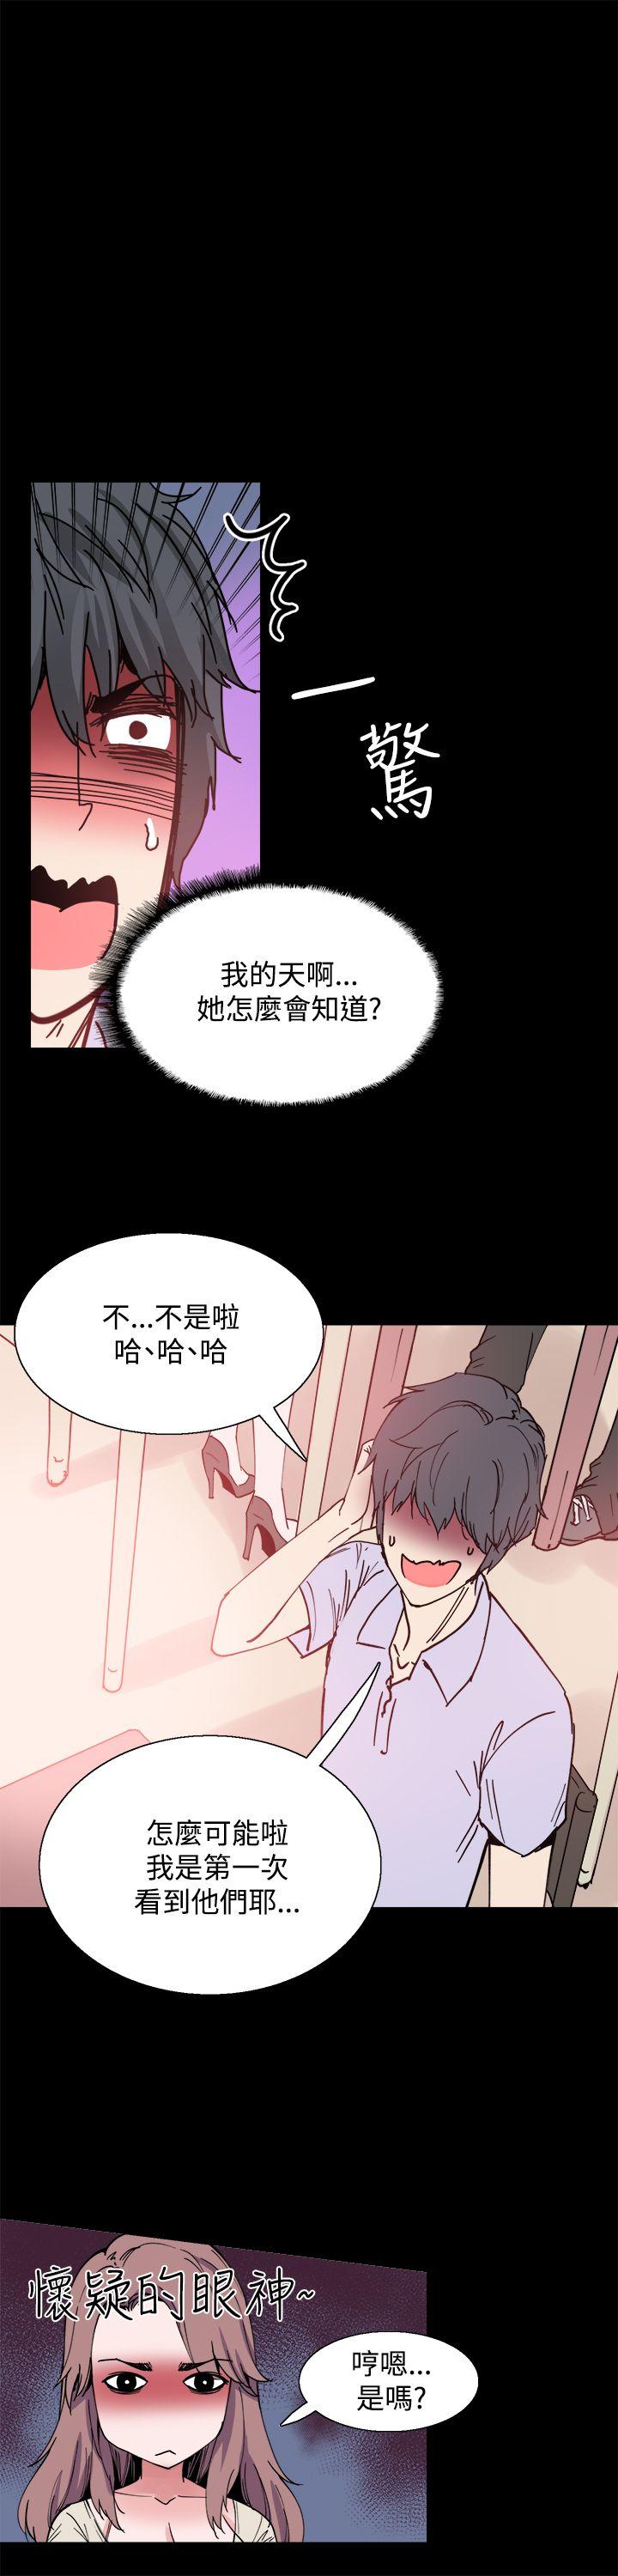 驚
我的天啊...
她怎麼會知道?
不...不是啦
哈、哈、哈
怎麼可能啦
我是第一次
看到他們耶...
懷疑的眼神~
哼嗯...
是嗎?